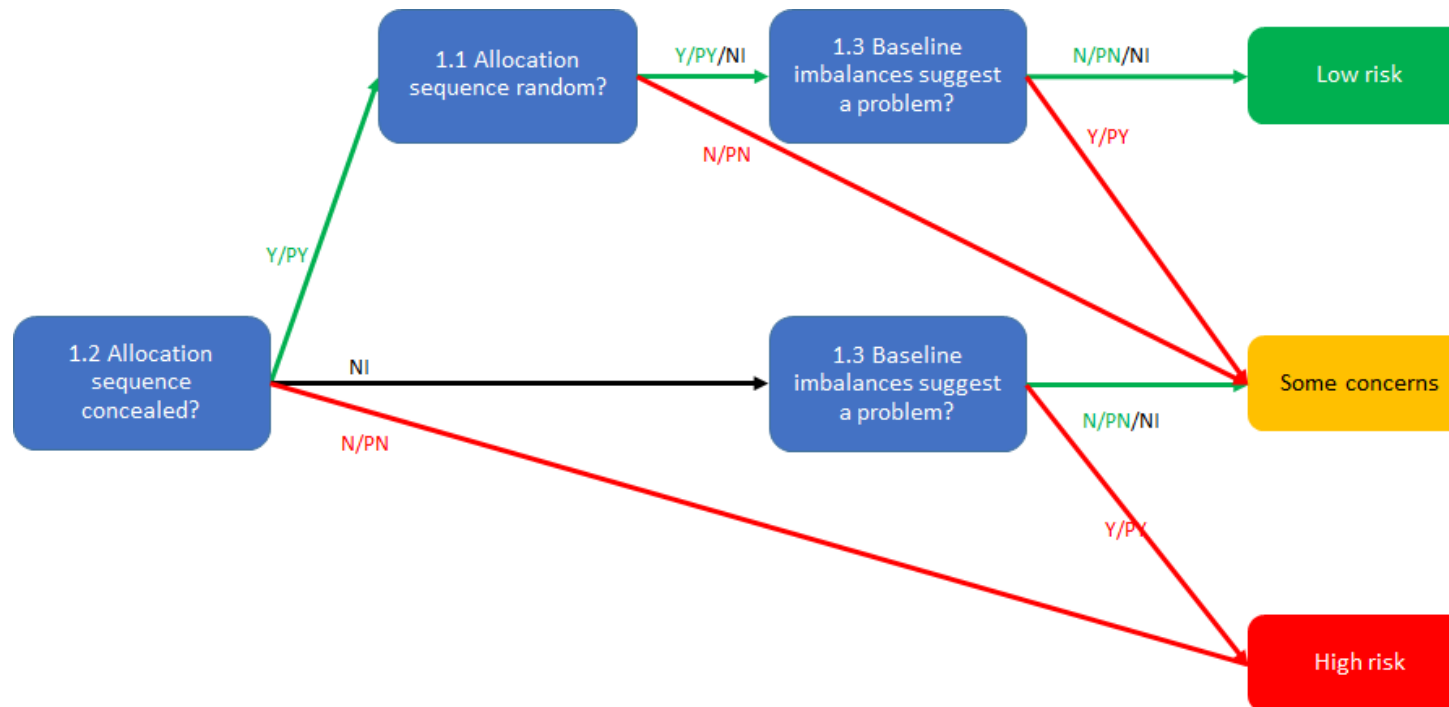 1.1 Allocation
sequence random?
Y/PY/NI
1.3 Baseline
imbalances suggest
a problem?
N/PN/NI
Low risk
N/PN
Y/PY
Y/PY
1.2 Allocation
sequence
concealed?
NI
N/PN
1.3 Baseline
imbalances suggest
a problem?
N/PN/NI
Some concerns
Y/PY
High risk